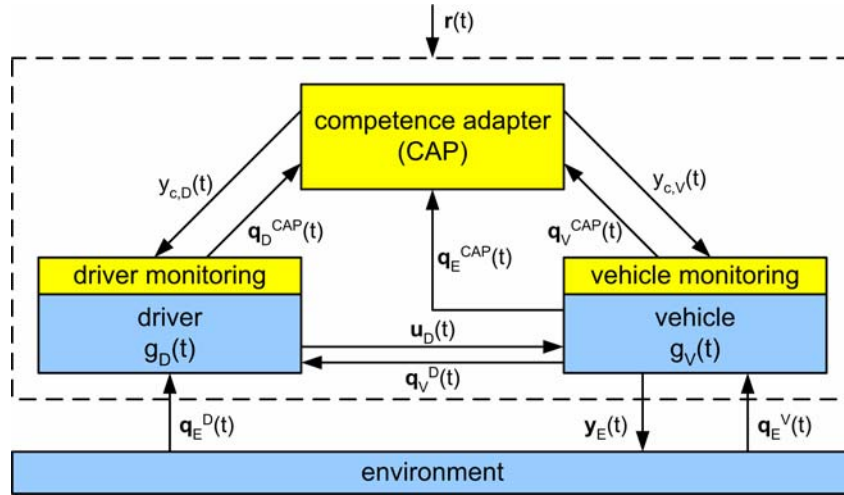 r(t)
competence adapter
(CAP)
y_c,D(t)
y_c,V(t)
q_D^CAP(t)
q_E^CAP(t)
q_V^CAP(t)
driver monitoring
vehicle monitoring
driver
g_D(t)
u_D(t)
q_V^D(t)
vehicle
g_V(t)
q_E^D(t)
y_E(t)
q_E^V(t)
environment